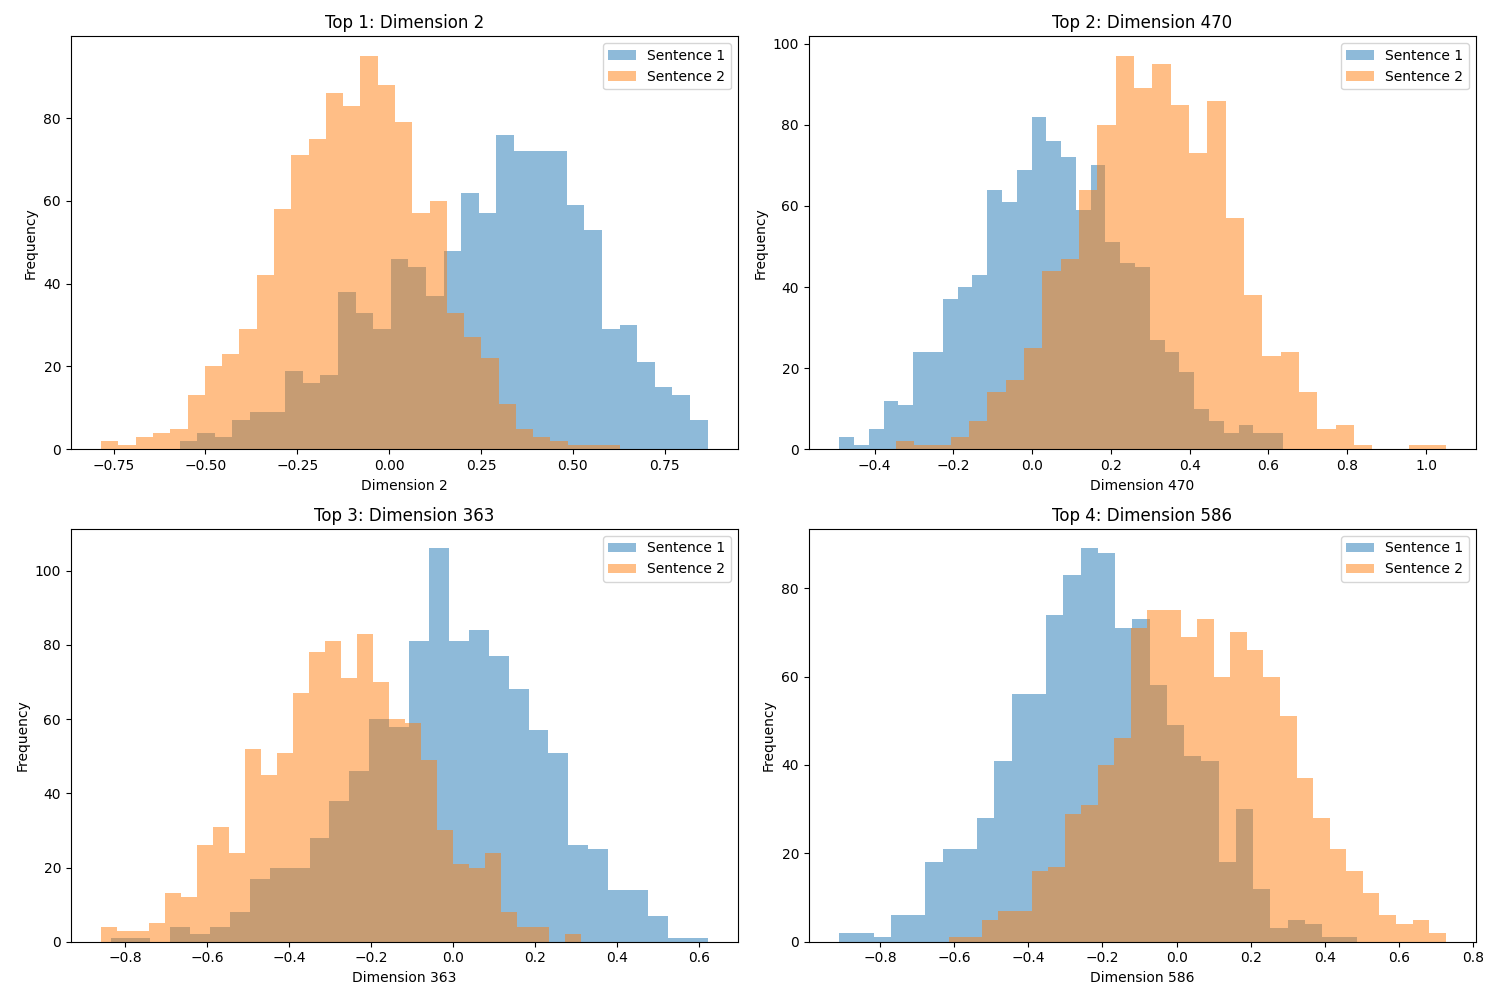 Top 1: Dimension 2
Sentence 1
Sentence 2
Frequency
80
60
40
20
0
−0.75 −0.50 −0.25 0.00 0.25 0.50 0.75
Dimension 2
Top 2: Dimension 470
Sentence 1
Sentence 2
Frequency
100
80
60
40
20
0
−0.4 −0.2 0.0 0.2 0.4 0.6 0.8 1.0
Dimension 470
Top 3: Dimension 363
Sentence 1
Sentence 2
Frequency
100
80
60
40
20
0
−0.8 −0.6 −0.4 −0.2 0.0 0.2 0.4 0.6
Dimension 363
Top 4: Dimension 586
Sentence 1
Sentence 2
Frequency
80
60
40
20
0
−0.8 −0.6 −0.4 −0.2 0.0 0.2 0.4 0.6 0.8
Dimension 586